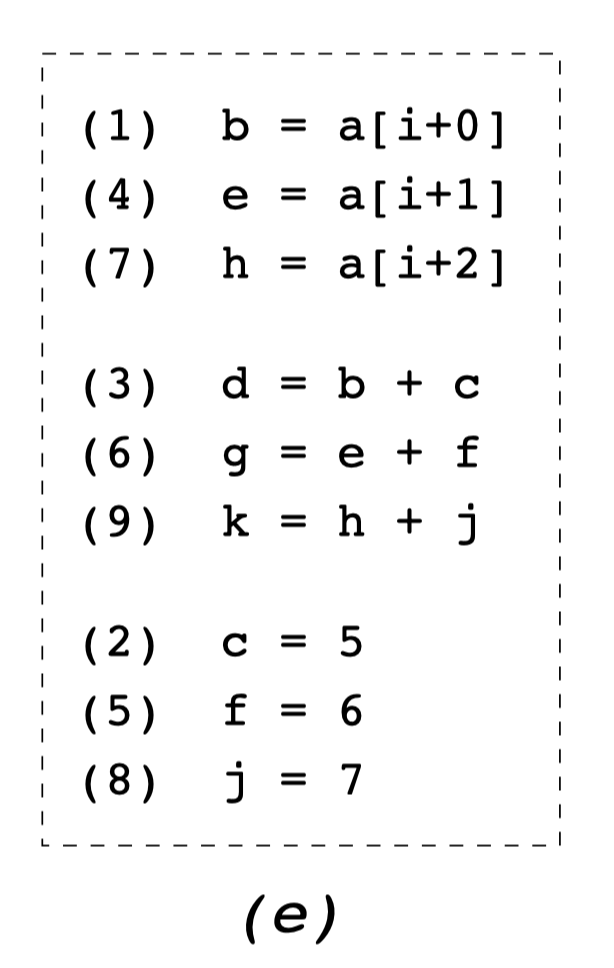 (1) b = a[i+0]
(4) e = a[i+1]
(7) h = a[i+2]
(3) d = b + c
(6) g = e + f
(9) k = h + j
(2) c = 5
(5) f = 6
(8) j = 7
(e)